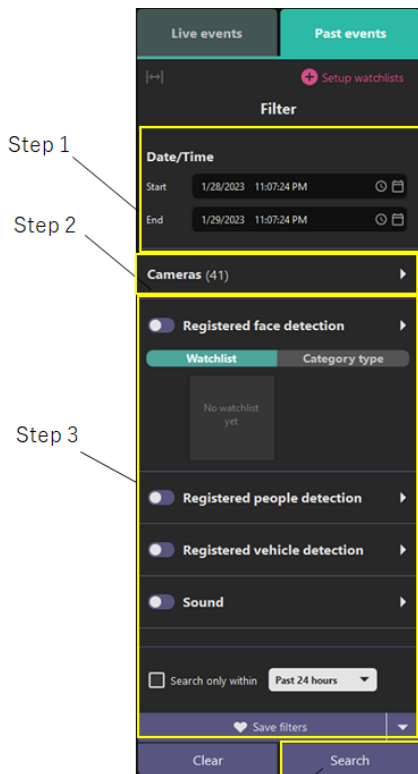 Live events Past events
Setup watchlists
Filter
Step 1
Date/Time
Start 1/28/2023 11:07:24 PM
End 1/29/2023 11:07:24 PM
Step 2
Cameras (41)
Registered face detection
Watchlist Category type
No watchlist
yet
Step 3
Registered people detection
Registered vehicle detection
Sound
Search only within Past 24 hours
Save filters
Clear Search